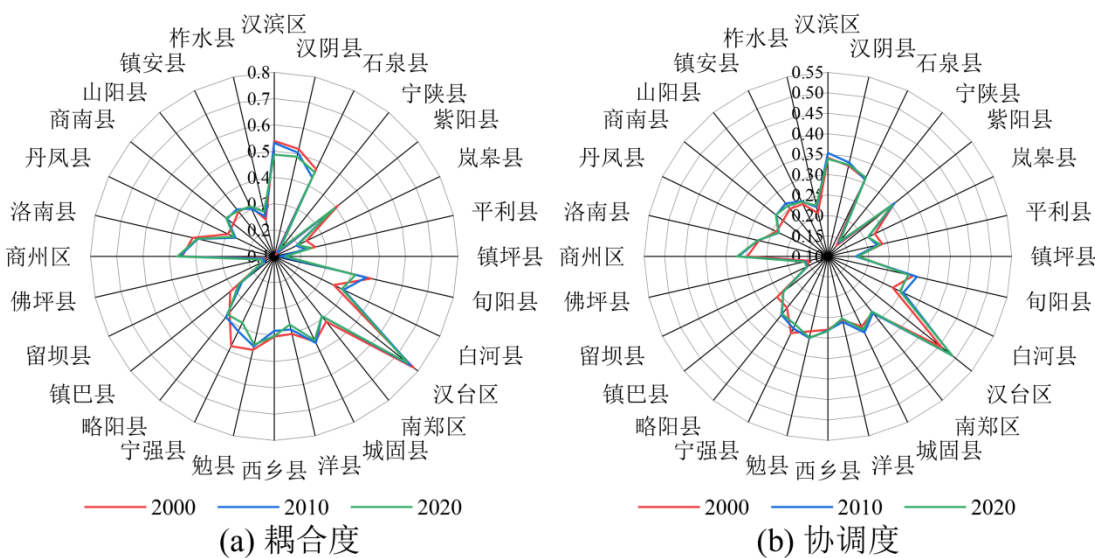 汉滨区
汉阴县
石泉县
宁陕县
紫阳县
岚皋县
平利县
镇坪县
旬阳县
白河县
汉台区
南郑区
城固县
洋县
西乡县
勉县
宁强县
略阳县
镇巴县
留坝县
佛坪县
商州区
洛南县
丹凤县
商南县
山阳县
镇安县
柞水县
0.8
0.7
0.6
0.5
0.4
0.3
0.2
2000
2010
2020
(a) 耦合度
汉滨区
汉阴县
石泉县
宁陕县
紫阳县
岚皋县
平利县
镇坪县
旬阳县
白河县
汉台区
南郑区
城固县
洋县
西乡县
勉县
宁强县
略阳县
镇巴县
留坝县
佛坪县
商州区
洛南县
丹凤县
商南县
山阳县
镇安县
柞水县
0.55
0.50
0.45
0.40
0.35
0.30
0.25
0.20
0.15
0.10
2000
2010
2020
(b) 协调度